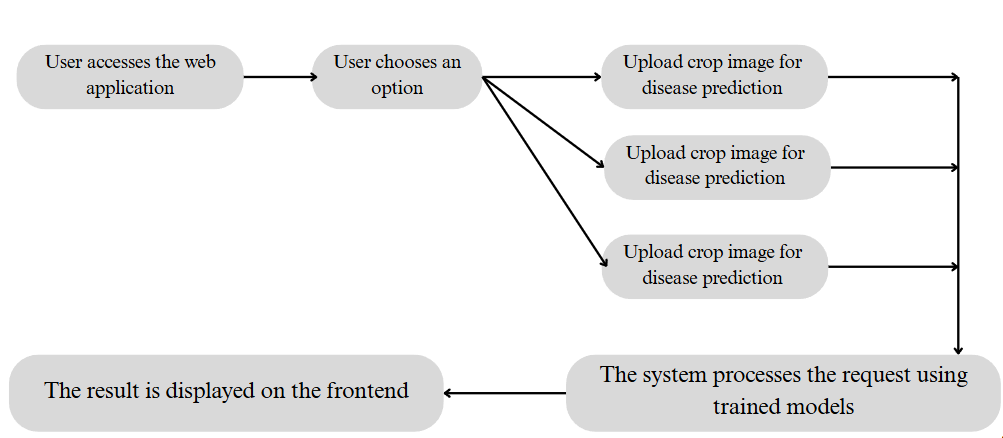 User accesses the web
application
User chooses an
option
Upload crop image for
disease prediction
Upload crop image for
disease prediction
Upload crop image for
disease prediction
The system processes the request using
trained models
The result is displayed on the frontend